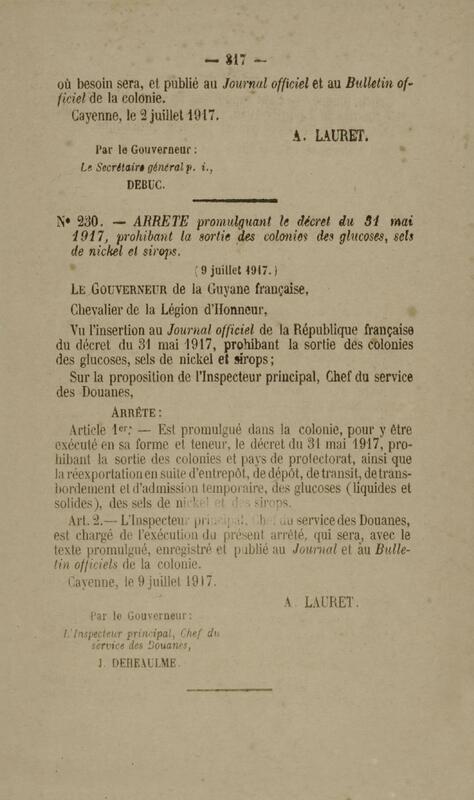 — 317 —
où besoin sera, et publié au Journal officiel et au Bulletin of-
ficiel de la colonie.
Cayenne, le 2 juillet 1917.
A. LAURET.
Par le Gouverneur :
Le Secrétaire général p. i.,
DEBUC.
N° 230. — ARRETE promulguant le décret du 31 mai
1917, prohibant la sortie des colonies des glucoses, sels
de nickel et sirops.
( 9 juillet 1917.)
LE GOUVERNEUR de la Guyane française,
Chevalier de la Légion d'Honneur,
Vu l'insertion au Journal officiel de la République française
du décret du 31 mai 1917, prohibant la sortie des colonies
des glucoses, sels de nickel et sirops ;
Sur la proposition de l'Inspecteur principal, Chef du service
des Douanes,
ARRÊTE :
Article 1er: — Est promulgué dans la colonie, pour y être
exécuté en sa forme et teneur, le décret du 31 mai 1917, pro-
hibant la sortie des colonies et pays de protectorat, ainsi que
la réexportation en suite d'entrepôt, de dépôt, de transit, de trans-
bordement et d'admission temporaire, des glucoses (liquides et
solides), des sels de nickel et des sirops.
Art. 2.— L'Inspecteur principal, Chef du service des Douanes,
est chargé de l'exécution du présent arrêté, qui sera, avec le
texte promulgué, enregistré et publié au Journal et au Bulle-
tin officiels de la colonie.
Cayenne, le 9 juillet 1917.
A. LAURET.
Par le Gouverneur :
L'Inspecteur principal, Chef du
service des Douanes,
J. DEHEAULME.